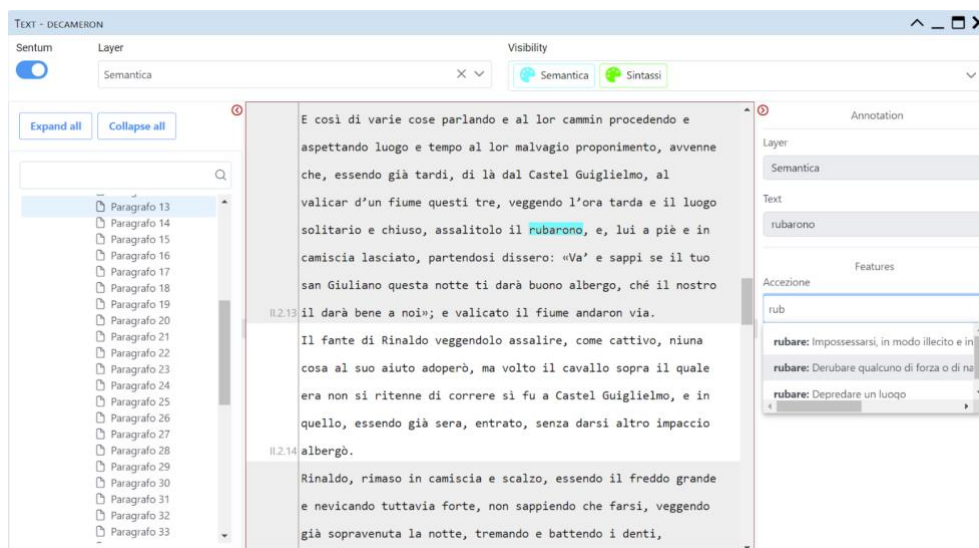 TEXT - DECAMERON
Sentum
Layer
Visibility
Semantica
Semantica
Sintassi
Expand all
Collapse all
Paragrafo 13
Paragrafo 14
Paragrafo 15
Paragrafo 16
Paragrafo 17
Paragrafo 18
Paragrafo 19
Paragrafo 20
Paragrafo 21
Paragrafo 22
Paragrafo 23
Paragrafo 24
Paragrafo 25
Paragrafo 26
Paragrafo 27
Paragrafo 28
Paragrafo 29
Paragrafo 30
Paragrafo 31
Paragrafo 32
Paragrafo 33
E così di varie cose parlando e al lor cammin procedendo e
aspettando luogo e tempo al lor malvagio proponimento, avvenne
che, essendo già tardi, di là dal Castel Guiglielmo, al
valicar d’un fiume questi tre, veggendo l’ora tarda e il luogo
solitario e chiuso, assalitolo il rubarono, e, lui a piè e in
camiscia lasciato, partendosi dissero: «Va’ e sappi se il tuo
san Giuliano questa notte ti darà buono albergo, ché il nostro
II.2.13 il darà bene a noi»; e valicato il fiume andaron via.
Il fante di Rinaldo veggendolo assalire, come cattivo, niuna
cosa al suo aiuto adoperò, ma volto il cavallo sopra il quale
era non si ritenne di correre sì fu a Castel Guiglielmo, e in
quello, essendo già sera, entrato, senza darsi altro impaccio
II.2.14 albergò.
Rinaldo, rimaso in camiscia e scalzo, essendo il freddo grande
e nevicando tuttavia forte, non sappiendo che farsi, veggendo
già sopravenuta la notte, tremando e battendo i denti,
Annotation
Layer
Semantica
Text
rubarono
Features
Accezione
rub
rubare: Impossessarsi, in modo illecito e in
rubare: Derubare qualcuno di forza o di na
rubare: Depredare un luogo